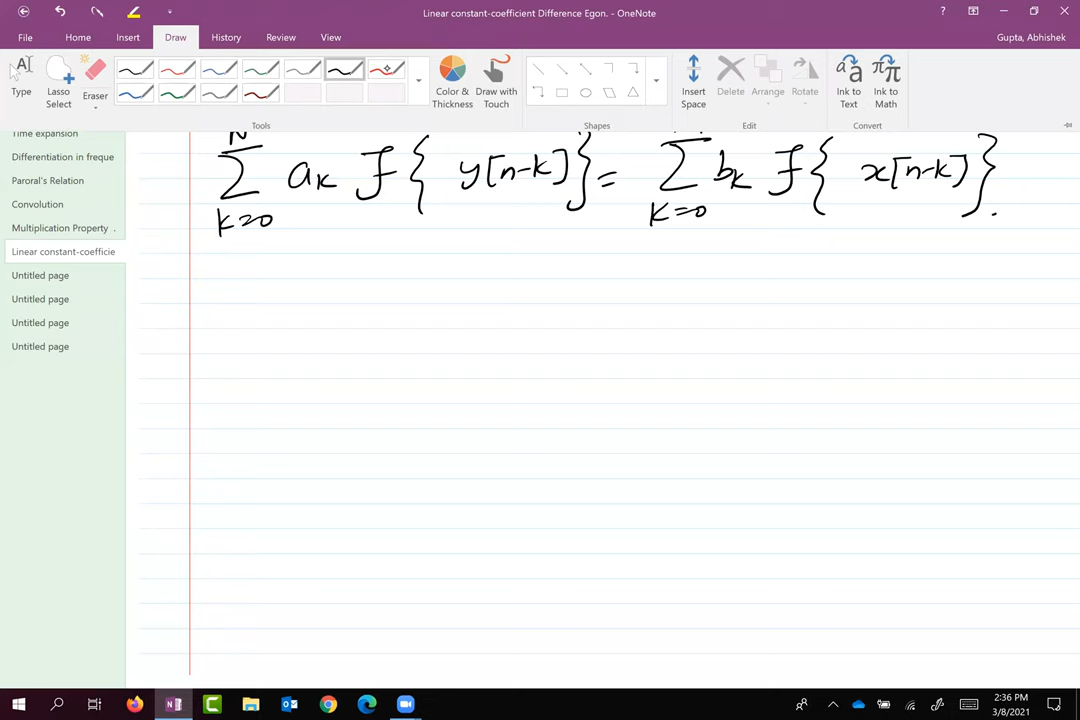 Linear constant-coefficient Difference Eqon. - OneNote
?
File Home Insert Draw History Review View
Gupta, Abhishek
Type
Lasso Select
Eraser
Color & Thickness
Draw with Touch
Insert Space
Delete
Arrange
Rotate
Ink to Text
Ink to Math
Tools
Shapes
Edit
Convert
Time expansion
Differentiation in freque
Paroral's Relation
Convolution
Multiplication Property .
Linear constant-coefficie
Untitled page
Untitled page
Untitled page
Untitled page
N
∑ aₖ ℱ{ y[n-k]} = ∑ bₖ ℱ{ x[n-k]}.
k=0 k=0
2:36 PM
3/8/2021